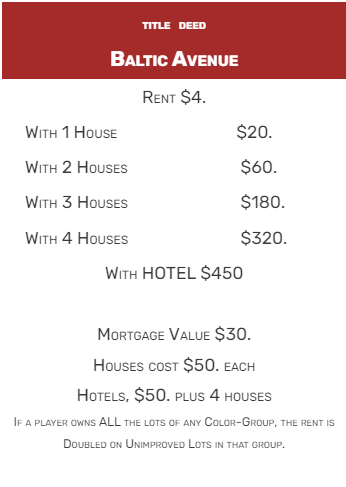 TITLE DEED
BALTIC AVENUE
RENT $4.
WITH 1 HOUSE $20.
WITH 2 HOUSES $60.
WITH 3 HOUSES $180.
WITH 4 HOUSES $320.
WITH HOTEL $450
MORTGAGE VALUE $30.
HOUSES COST $50. EACH
HOTELS, $50. PLUS 4 HOUSES
IF A PLAYER OWNS ALL THE LOTS OF ANY COLOR-GROUP, THE RENT IS
DOUBLED ON UNIMPROVED LOTS IN THAT GROUP.